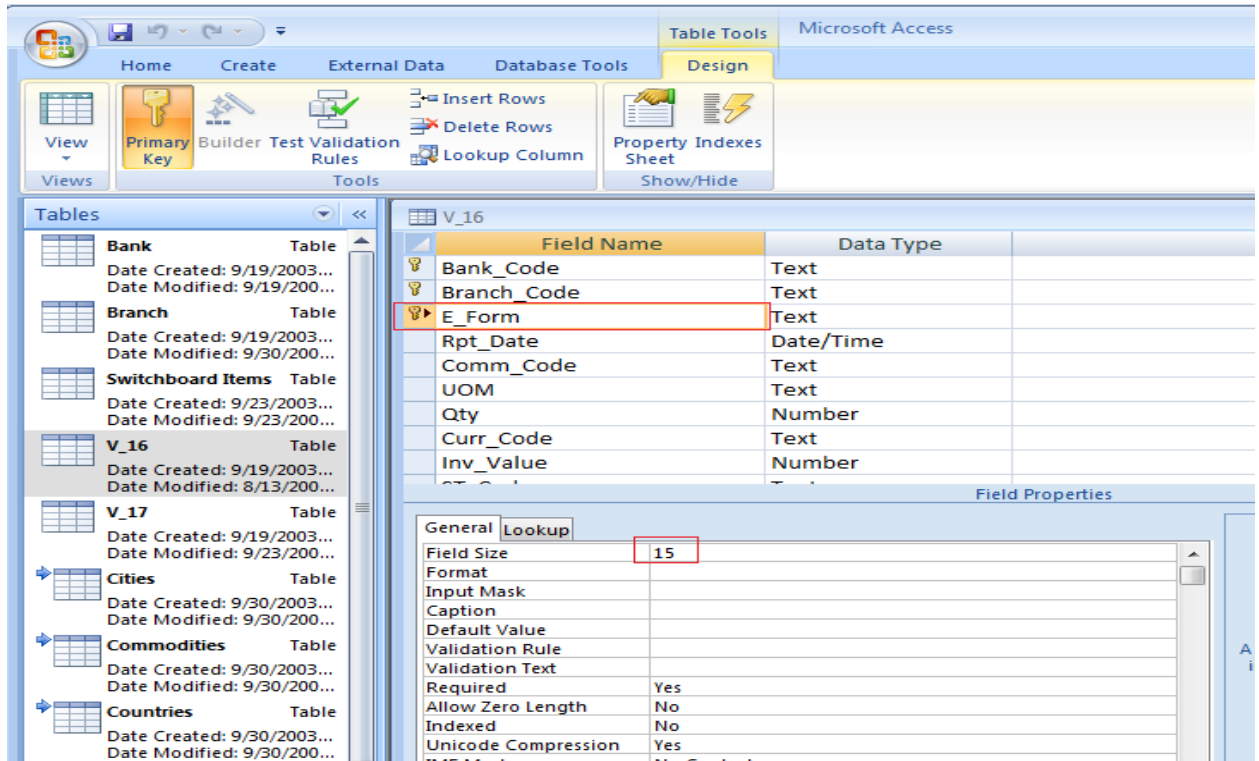 Table Tools Microsoft Access
Home Create External Data Database Tools Design
View
Primary Key
Builder
Test Validation Rules
Insert Rows
Delete Rows
Lookup Column
Property Sheet
Indexes
Views Tools Show/Hide
Tables
Bank Table
Date Created: 9/19/2003...
Date Modified: 9/19/200...
Branch Table
Date Created: 9/19/2003...
Date Modified: 9/30/200...
Switchboard Items Table
Date Created: 9/23/2003...
Date Modified: 9/23/200...
V_16 Table
Date Created: 9/19/2003...
Date Modified: 8/13/200...
V_17 Table
Date Created: 9/19/2003...
Date Modified: 9/23/200...
Cities Table
Date Created: 9/30/2003...
Date Modified: 9/30/200...
Commodities Table
Date Created: 9/30/2003...
Date Modified: 9/30/200...
Countries Table
Date Created: 9/30/2003...
Date Modified: 9/30/200...
V_16
Field Name Data Type
Bank_Code Text
Branch_Code Text
E_Form Text
Rpt_Date Date/Time
Comm_Code Text
UOM Text
Qty Number
Curr_Code Text
Inv_Value Number
Field Properties
General Lookup
Field Size 15
Format
Input Mask
Caption
Default Value
Validation Rule
Validation Text
Required Yes
Allow Zero Length No
Indexed No
Unicode Compression Yes
A
i